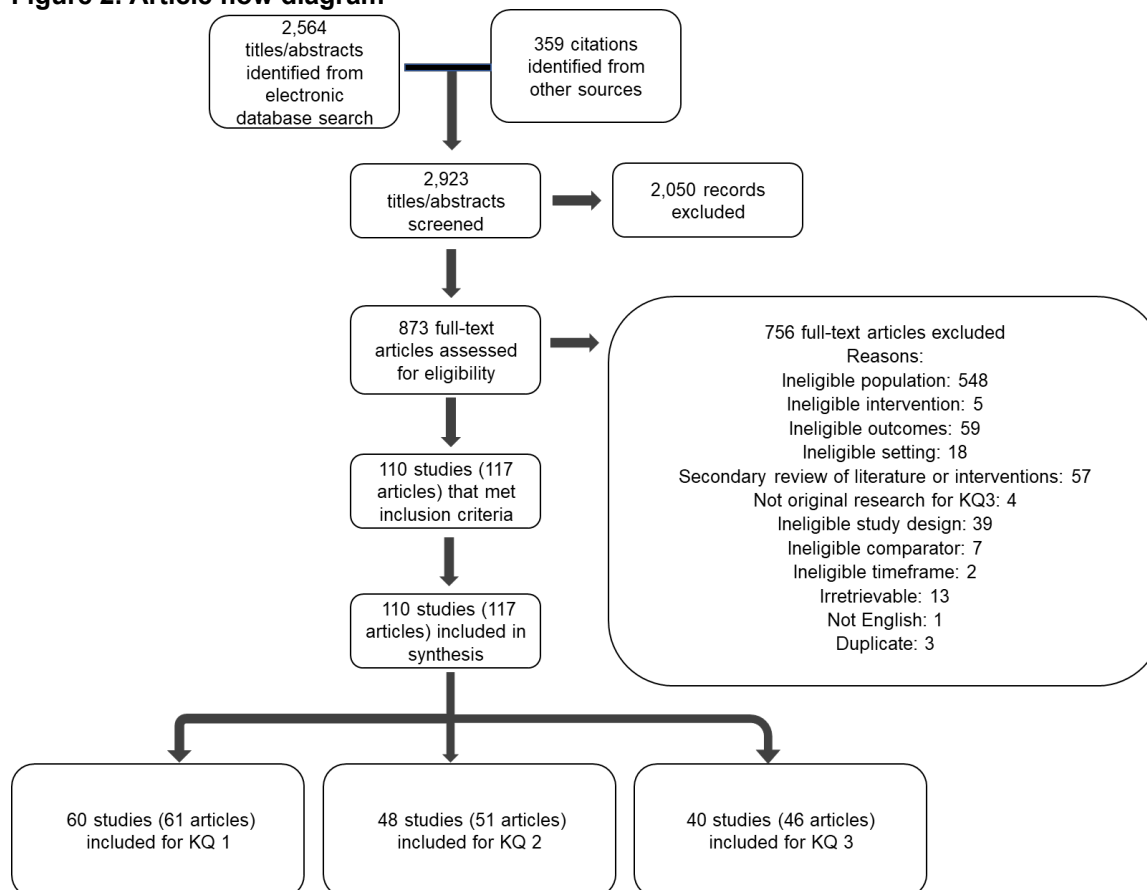 Figure 2. Article flow diagram
2,564
titles/abstracts
identified from
electronic
database search
359 citations
identified from
other sources
2,923
titles/abstracts
screened
2,050 records
excluded
873 full-text
articles assessed
for eligibility
756 full-text articles excluded
Reasons:
Ineligible population: 548
Ineligible intervention: 5
Ineligible outcomes: 59
Ineligible setting: 18
Secondary review of literature or interventions: 57
Not original research for KQ3: 4
Ineligible study design: 39
Ineligible comparator: 7
Ineligible timeframe: 2
Irretrievable: 13
Not English: 1
Duplicate: 3
110 studies (117
articles) that met
inclusion criteria
110 studies (117
articles) included in
synthesis
60 studies (61 articles)
included for KQ 1
48 studies (51 articles)
included for KQ 2
40 studies (46 articles)
included for KQ 3